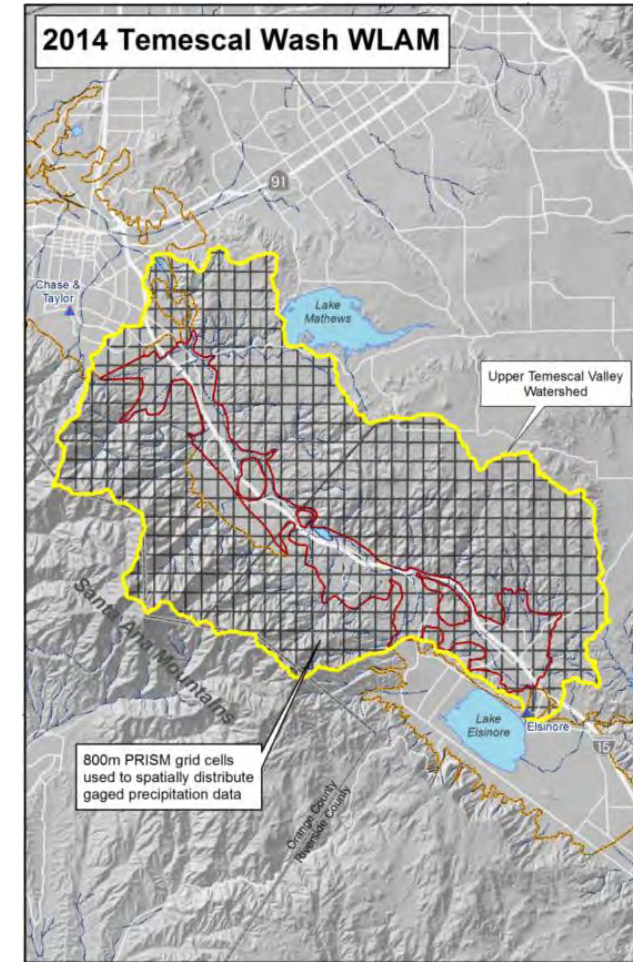 2014 Temescal Wash WLAM
91
Chase &
Taylor
Lake
Mathews
Upper Temescal Valley
Watershed
Santa Ana Mountains
Lake
Elsinore
Elsinore
15
800m PRISM grid cells
used to spatially distribute
gaged precipitation data
Orange County
Riverside County